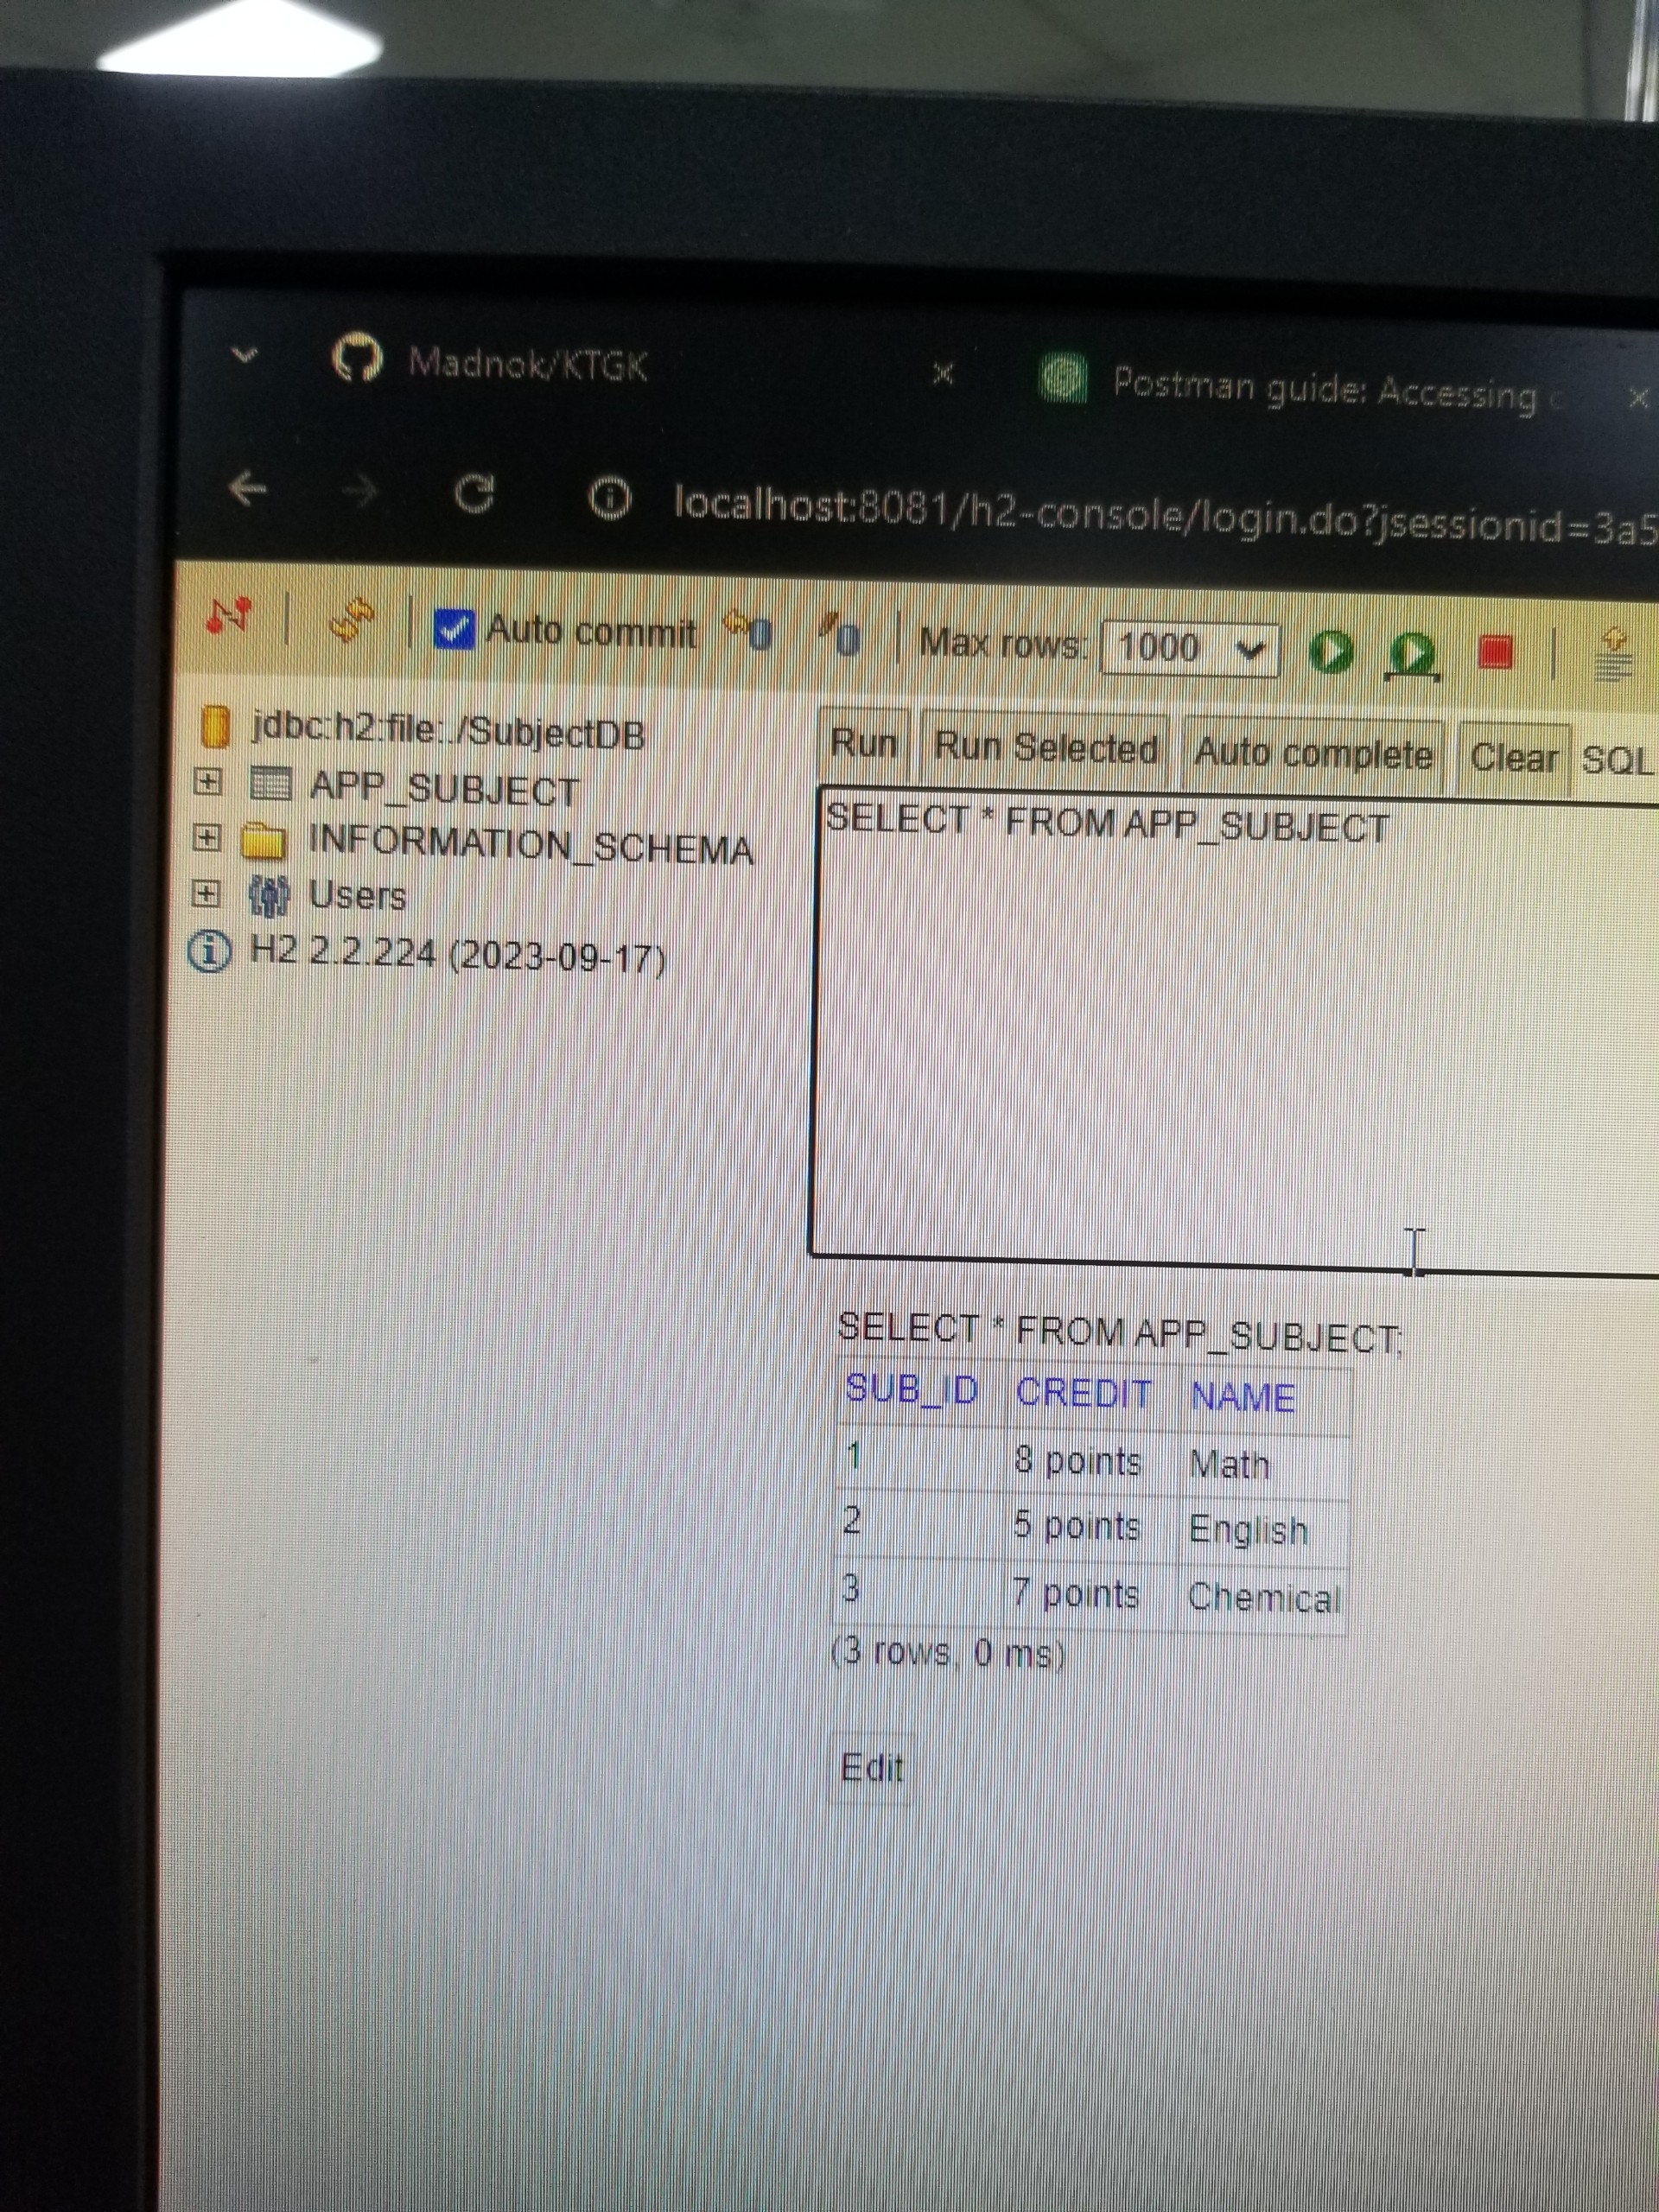 Madnok/KTGK
Postman guide: Accessing
localhost:8081/h2-console/login.do?jsessionid=3a5
Auto commit Max rows: 1000
jdbc:h2:file:./SubjectDB
APP_SUBJECT
INFORMATION_SCHEMA
Users
H2 2.2.224 (2023-09-17)
Run Run Selected Auto complete Clear SQL
SELECT * FROM APP_SUBJECT
SELECT * FROM APP_SUBJECT;
SUB_ID CREDIT NAME
1 8 points Math
2 5 points English
3 7 points Chemical
(3 rows, 0 ms)
Edit